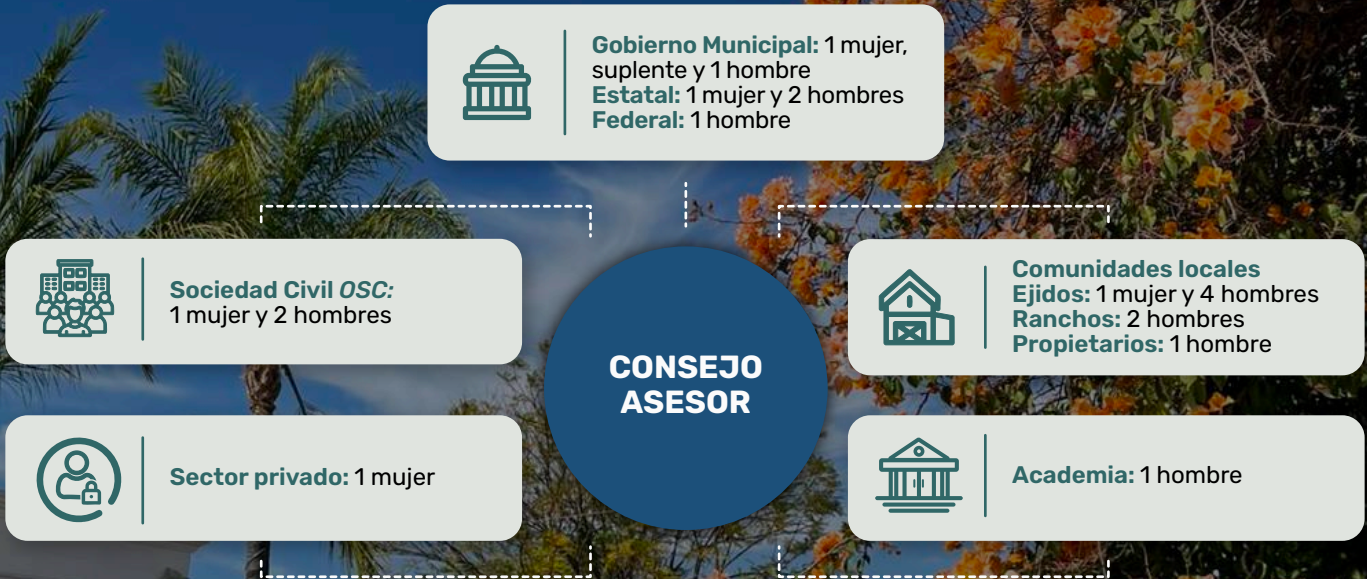 Gobierno Municipal: 1 mujer,
suplente y 1 hombre
Estatal: 1 mujer y 2 hombres
Federal: 1 hombre
Sociedad Civil OSC:
1 mujer y 2 hombres
Comunidades locales
Ejidos: 1 mujer y 4 hombres
Ranchos: 2 hombres
Propietarios: 1 hombre
CONSEJO
ASESOR
Sector privado: 1 mujer
Academia: 1 hombre